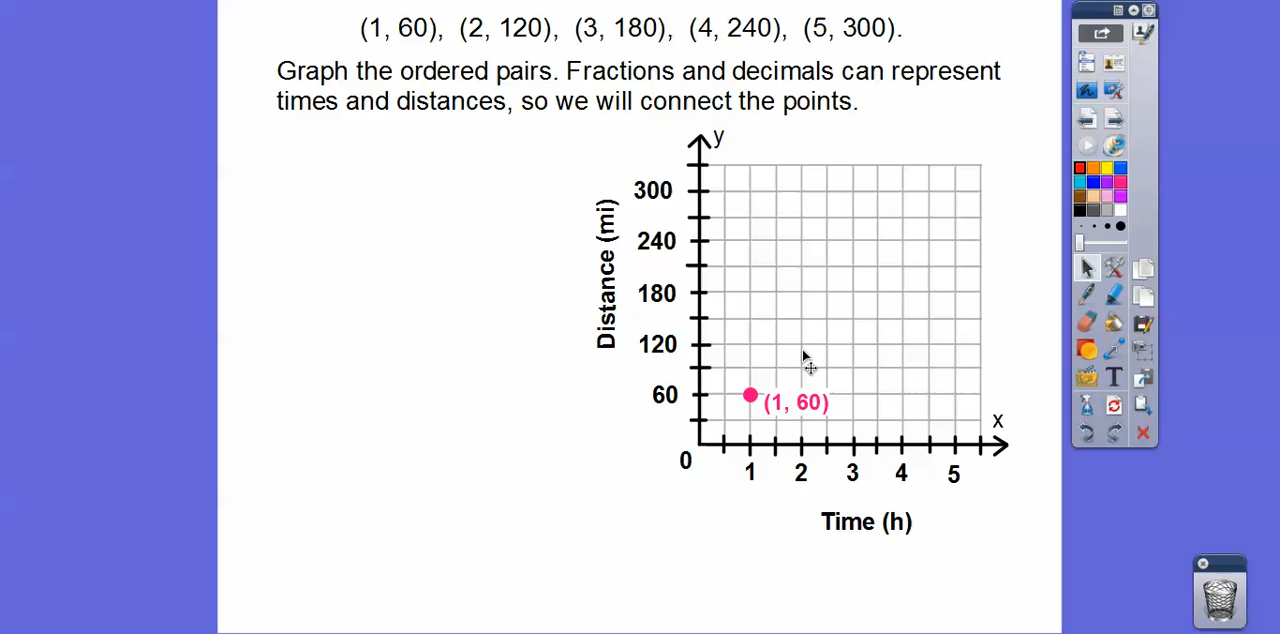 (1, 60), (2, 120), (3, 180), (4, 240), (5, 300).
Graph the ordered pairs. Fractions and decimals can represent
times and distances, so we will connect the points.
y
300
240
180
120
60
0
Distance (mi)
(1, 60)
x
1 2 3 4 5
Time (h)
T